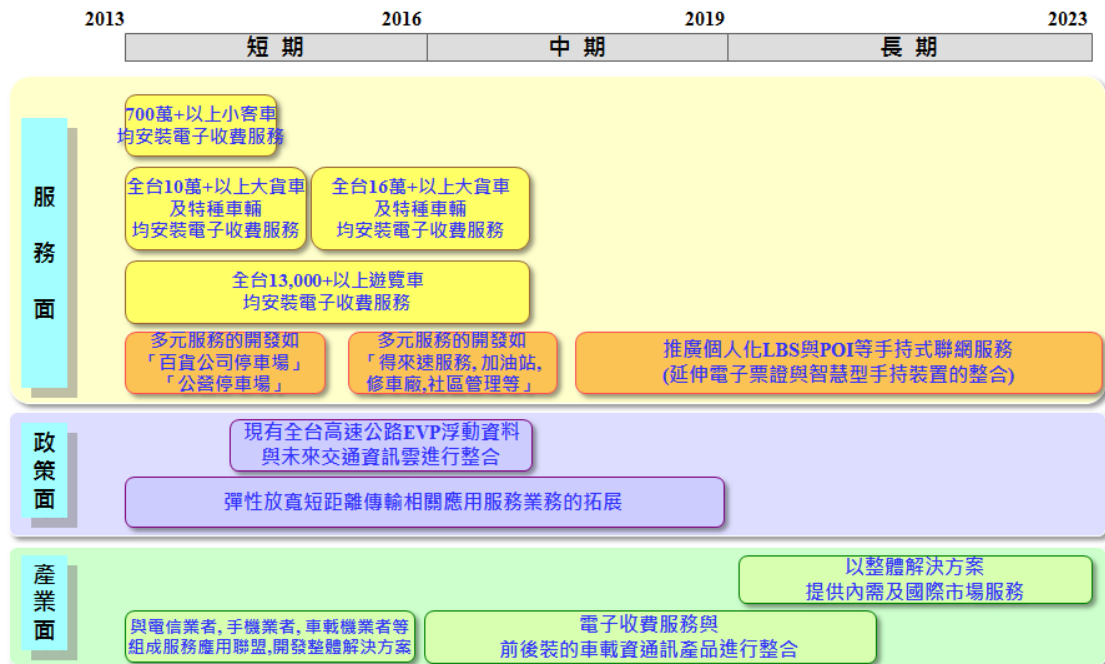 2013
2016
2019
2023
短 期
中 期
長 期
服
務
面
700萬+以上小客車
均安裝電子收費服務
全台10萬+以上大貨車
及特種車輛
均安裝電子收費服務
全台16萬+以上大貨車
及特種車輛
均安裝電子收費服務
全台13,000+以上遊覽車
均安裝電子收費服務
多元服務的開發如
「百貨公司停車場」
「公營停車場」
多元服務的開發如
「得來速服務, 加油站,
修車廠,社區管理等」
推廣個人化LBS與POI等手持式聯網服務
(延伸電子票證與智慧型手持裝置的整合)
政
策
面
現有全台高速公路EVP浮動資料
與未來交通資訊雲進行整合
彈性放寬短距離傳輸相關應用服務業務的拓展
產
業
面
以整體解決方案
提供內需及國際市場服務
與電信業者, 手機業者, 車載機業者等
組成服務應用聯盟,開發整體解決方案
電子收費服務與
前後裝的車載資通訊產品進行整合